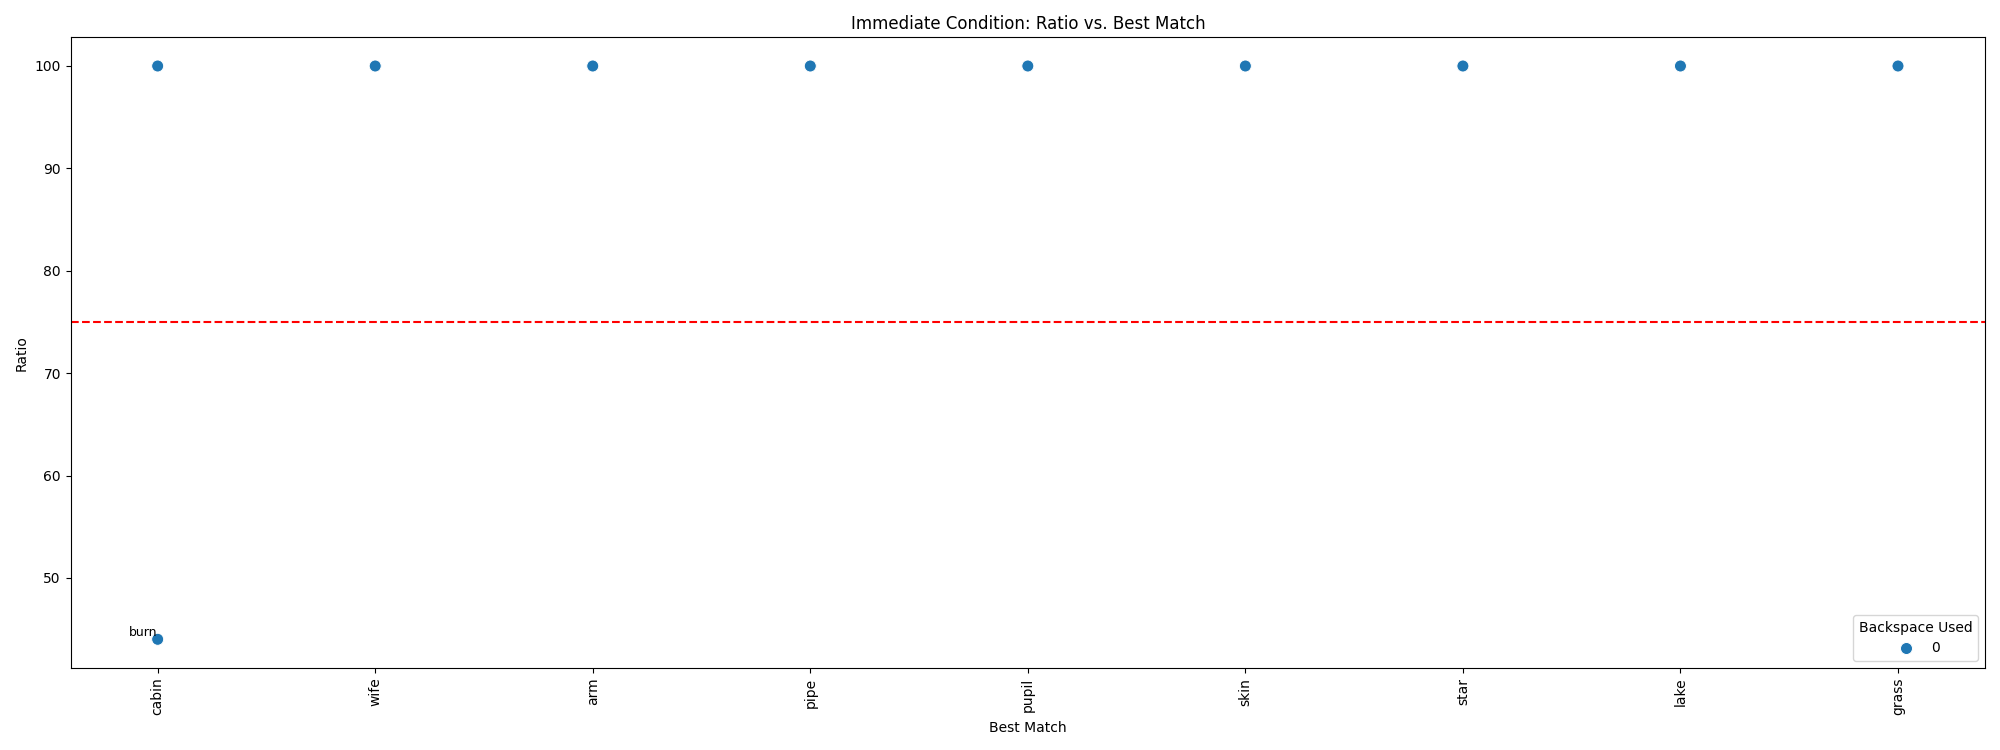 Immediate Condition: Ratio vs. Best Match
100
90
80
70
60
50
Ratio
burn
Backspace Used
0
cabin
wife
arm
pipe
pupil
skin
star
lake
grass
Best Match